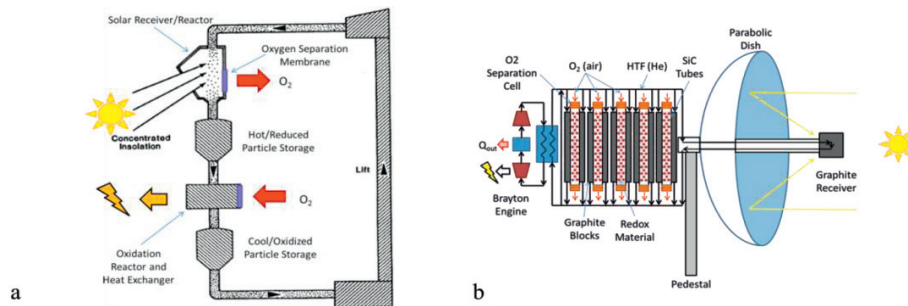 Solar Receiver/Reactor
Oxygen Separation
Membrane
O2
Concentrated
Insolation
Hot/Reduced
Particle Storage
Lift
O2
Cool/Oxidized
Particle Storage
Oxidation
Reactor and
Heat Exchanger
a
Parabolic
Dish
O2
Separation
Cell
O2 (air)
HTF (He)
SiC
Tubes
Qout
Graphite
Receiver
Brayton
Engine
Graphite
Blocks
Redox
Material
Pedestal
b